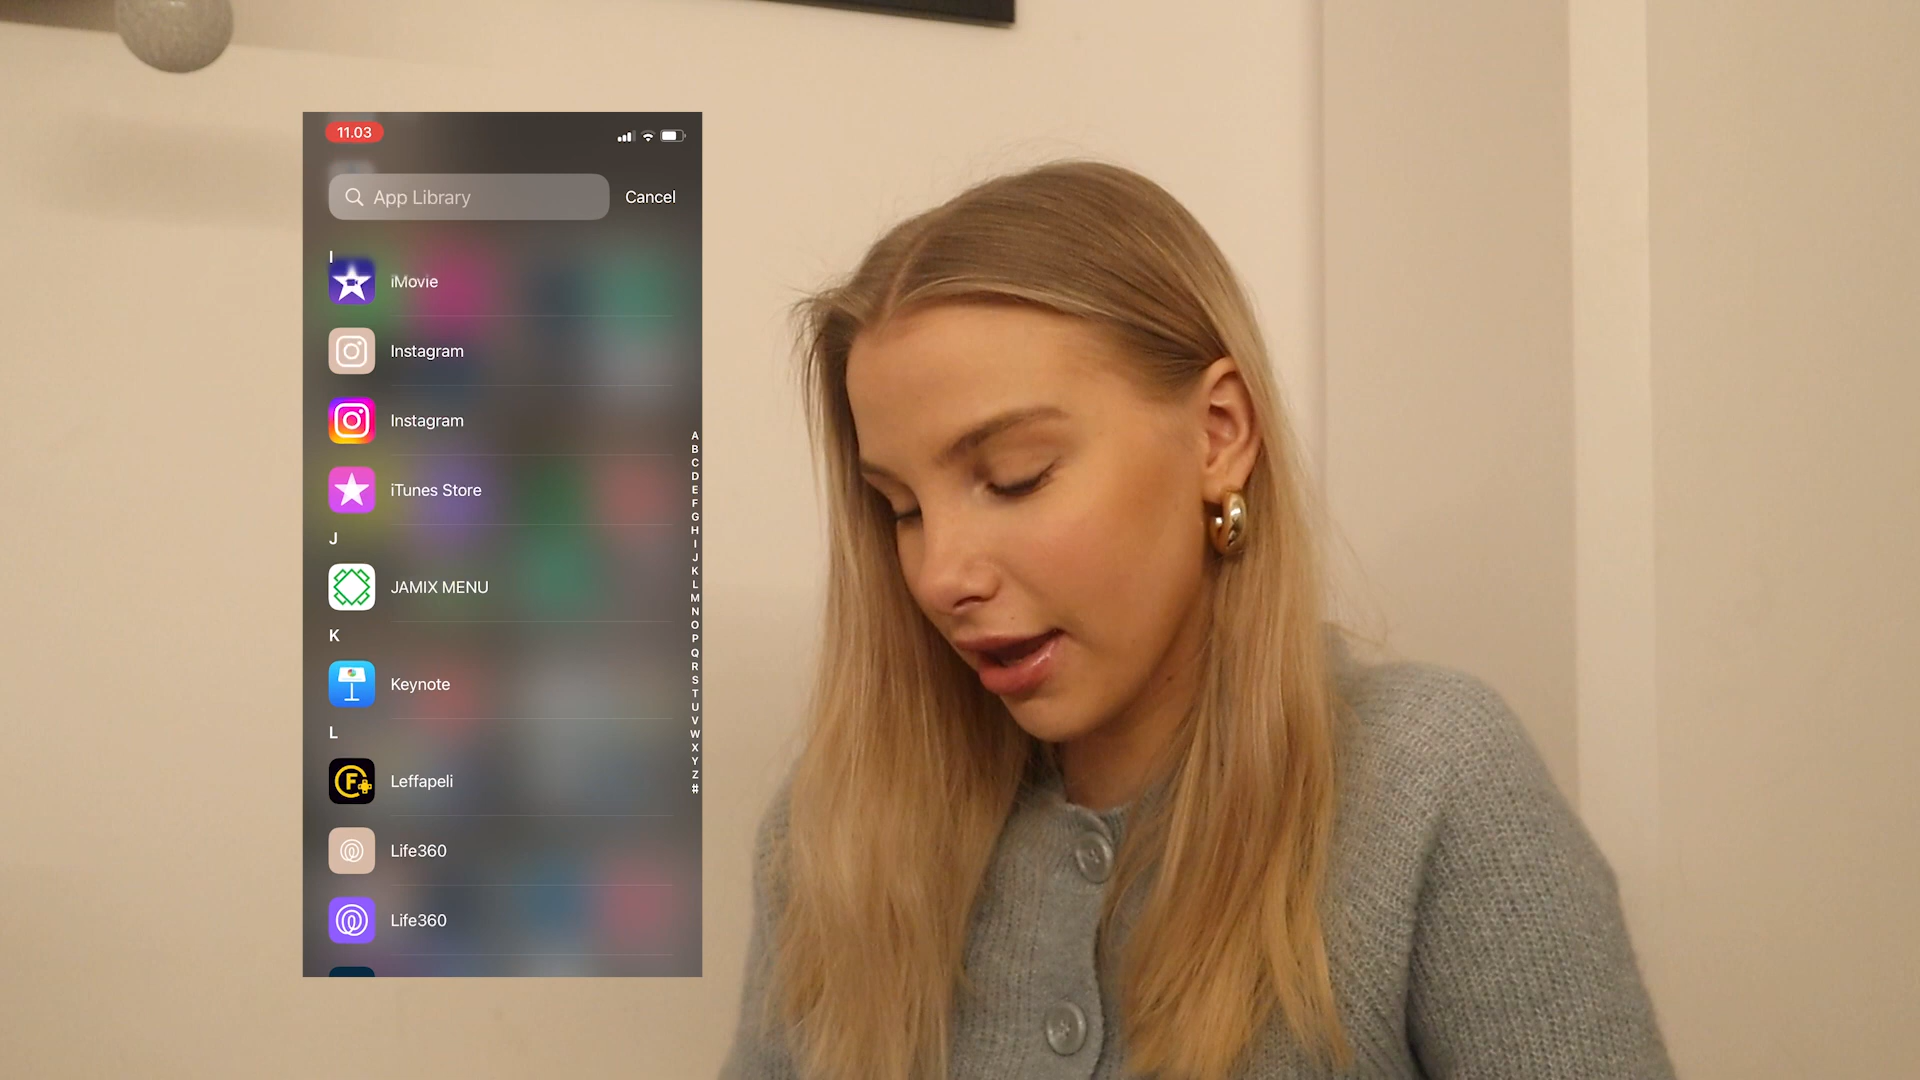 11.03
App Library
Cancel
I
iMovie
Instagram
Instagram
iTunes Store
J
JAMIX MENU
K
Keynote
L
F
Leffapeli
Life360
Life360
A
B
C
D
E
F
G
H
I
J
K
L
M
N
O
P
Q
R
S
T
U
V
W
X
Y
Z
#